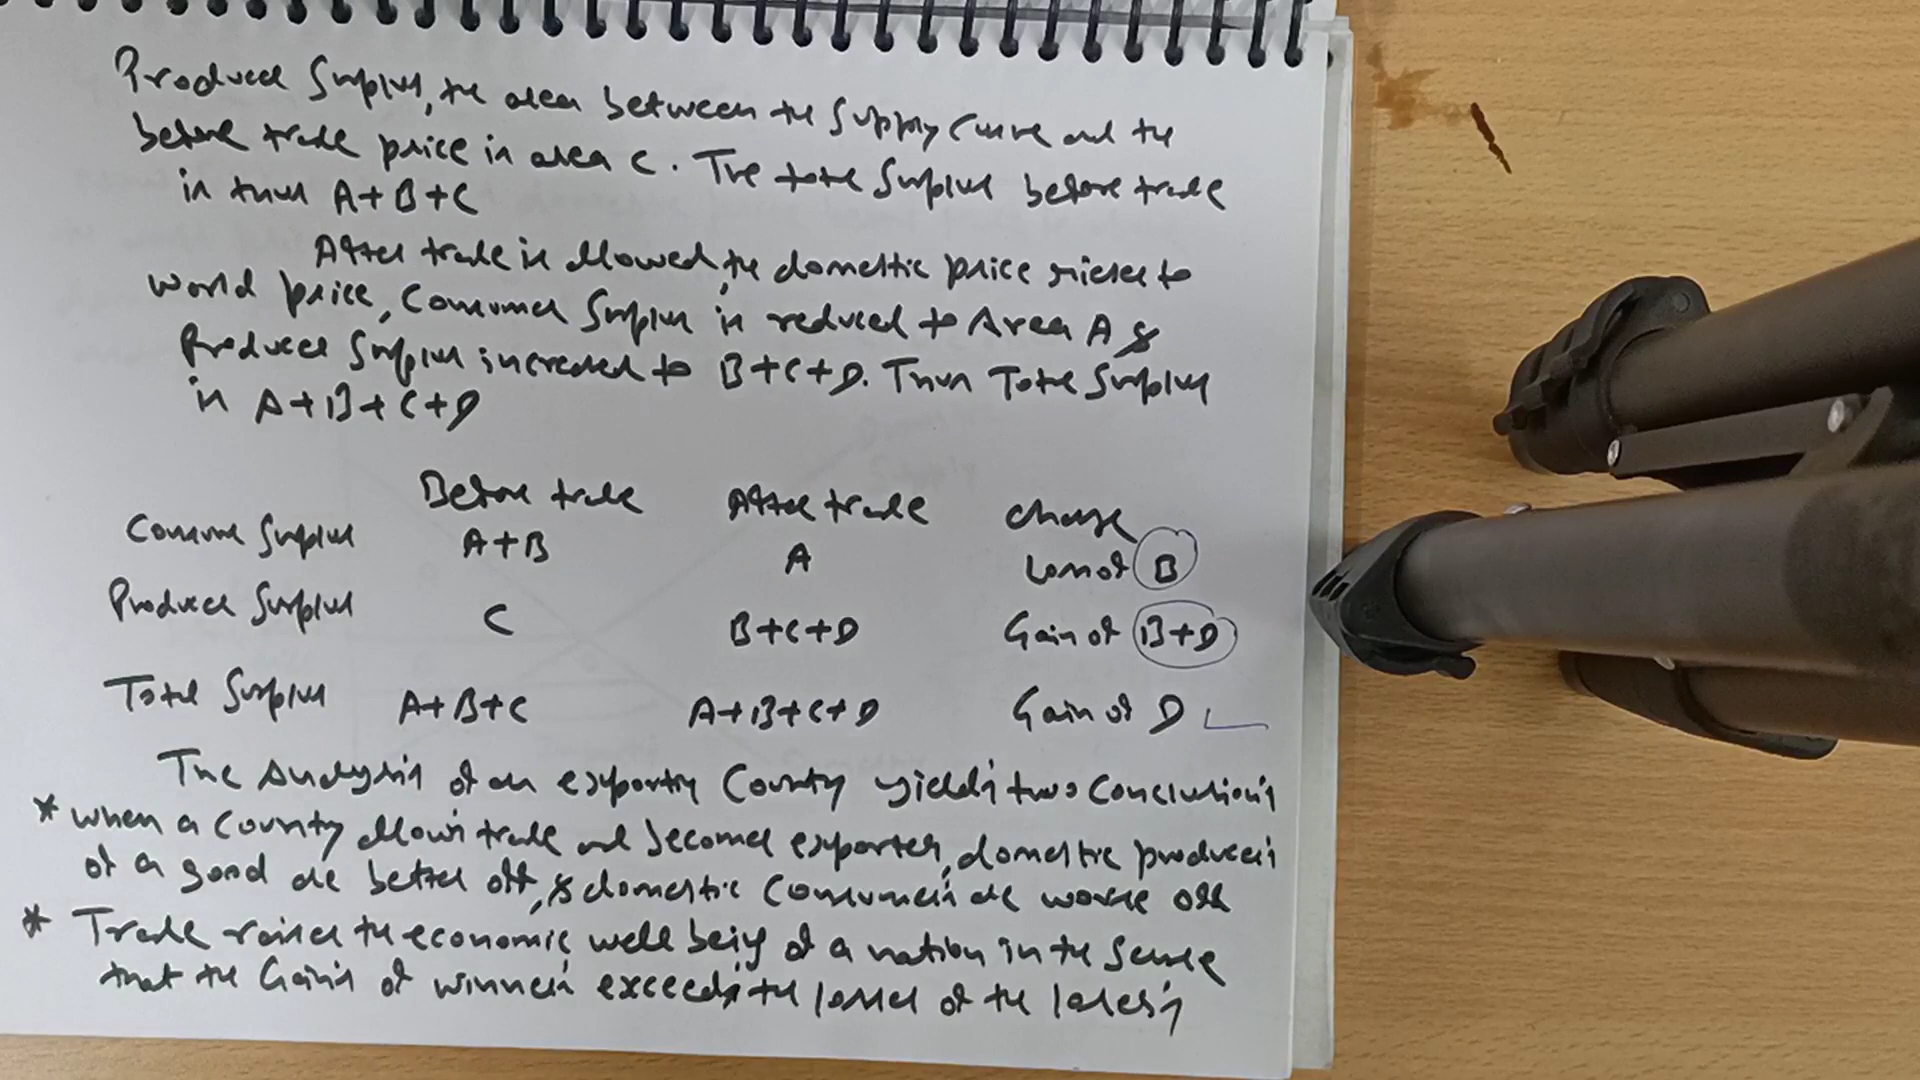 Producer Surplus, the area between the Supply Curve and the
before trade price is area C. The total Surplus before trade
is thus A+B+C
After trade is allowed, the domestic price rises to
World price, Consumer Surplus is reduced to Area A &
Producer Surplus increased to B+C+D. Thus Total Surplus
is A+B+C+D
Before trade After trade Change
Consumer Surplus A+B A Loss of B
Producer Surplus C B+C+D Gain of B+D
Total Surplus A+B+C A+B+C+D Gain of D
The Analysis of an exporting Country yields two Conclusions
* When a Country allows trade and becomes exporter, domestic producers
of a good are better off, & domestic Consumers are worse off
* Trade raises the economic well being of a nation in the sense
that the Gains of winners exceeds the losses of the losers